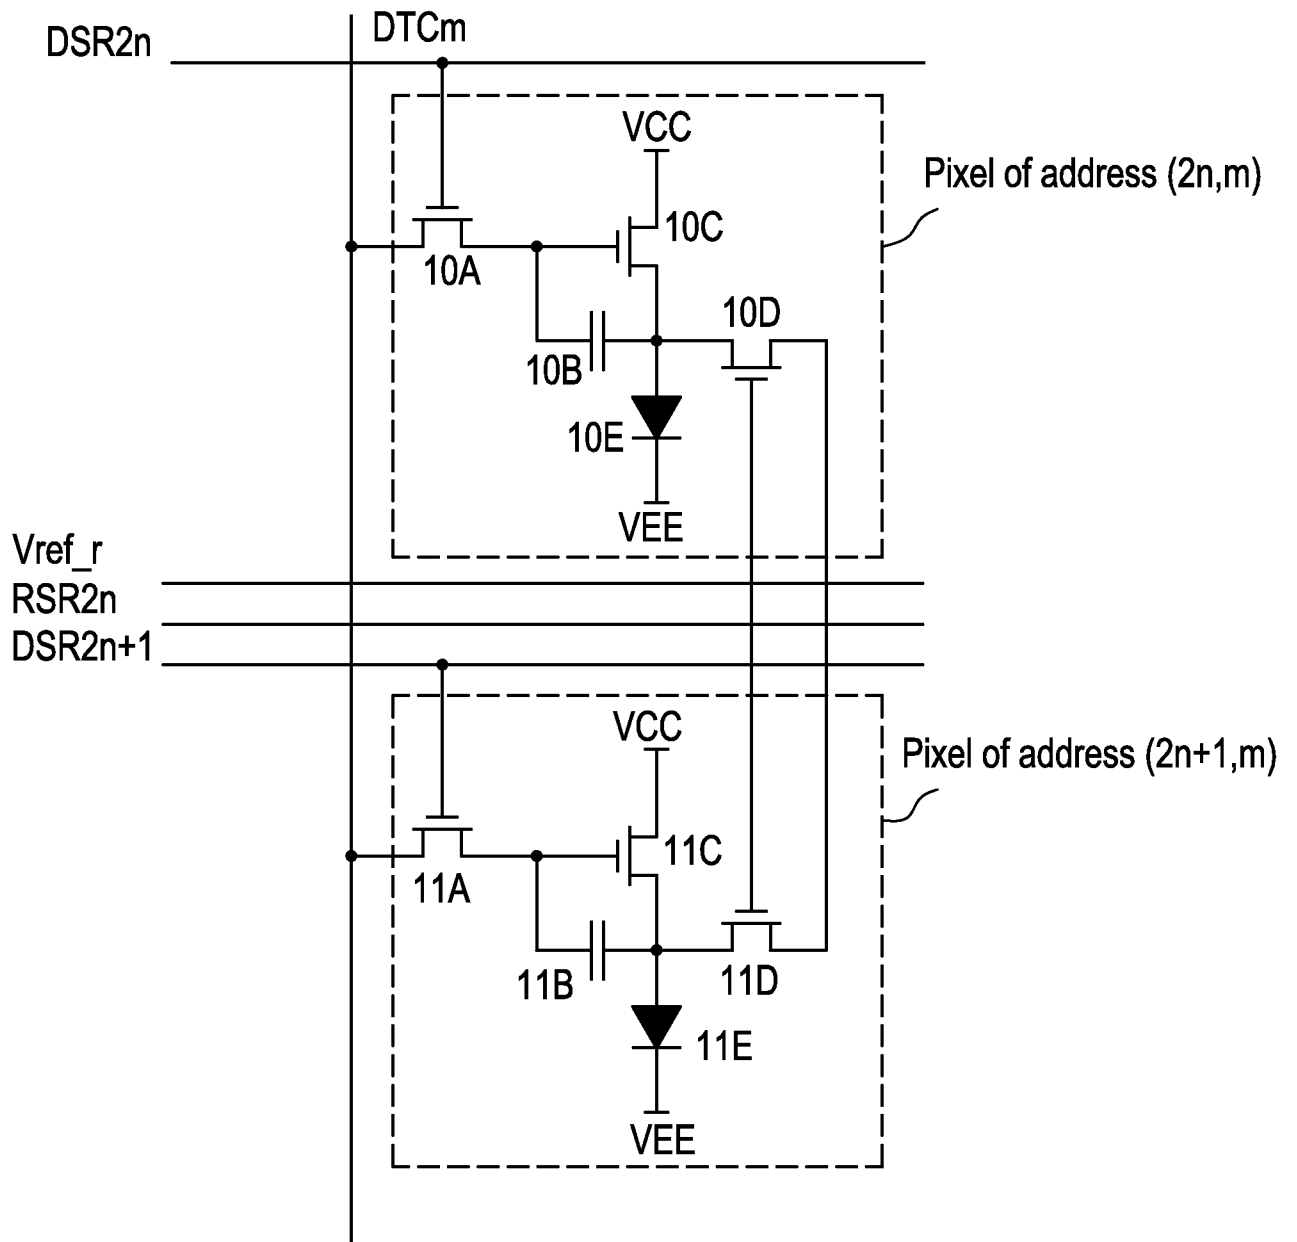 DTCm
DSR2n
VCC
Pixel of address (2n,m)
10C
10A
10D
10B
10E
VEE
Vref_r
RSR2n
DSR2n+1
VCC
Pixel of address (2n+1,m)
11C
11A
11B
11D
11E
VEE